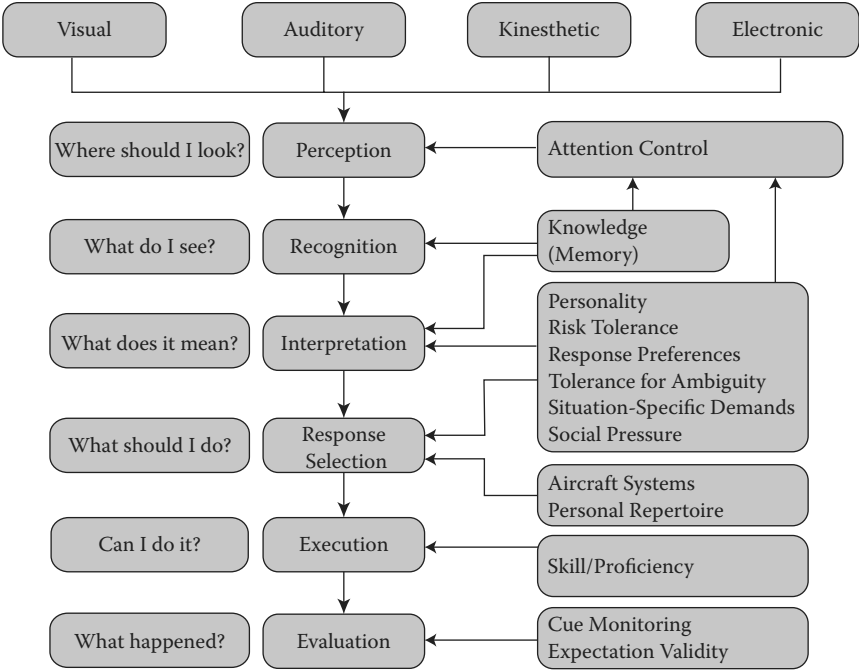 Visual
Auditory
Kinesthetic
Electronic
Where should I look?
Perception
Attention Control
What do I see?
Recognition
Knowledge
(Memory)
What does it mean?
Interpretation
Personality
Risk Tolerance
Response Preferences
Tolerance for Ambiguity
Situation-Specific Demands
Social Pressure
What should I do?
Response
Selection
Aircraft Systems
Personal Repertoire
Can I do it?
Execution
Skill/Proficiency
What happened?
Evaluation
Cue Monitoring
Expectation Validity